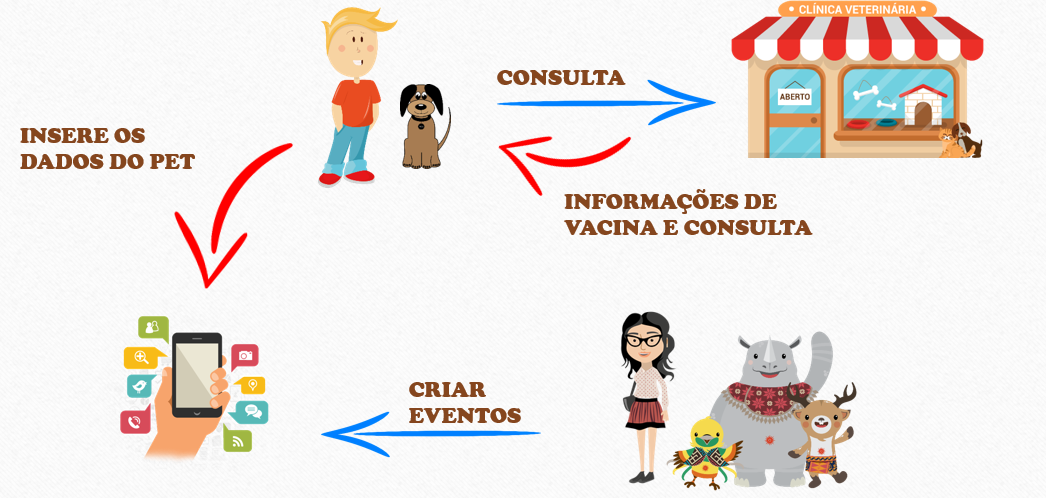 CLÍNICA VETERINÁRIA
CONSULTA
ABERTO
INSERE OS
DADOS DO PET
INFORMAÇÕES DE
VACINA E CONSULTA
CRIAR
EVENTOS